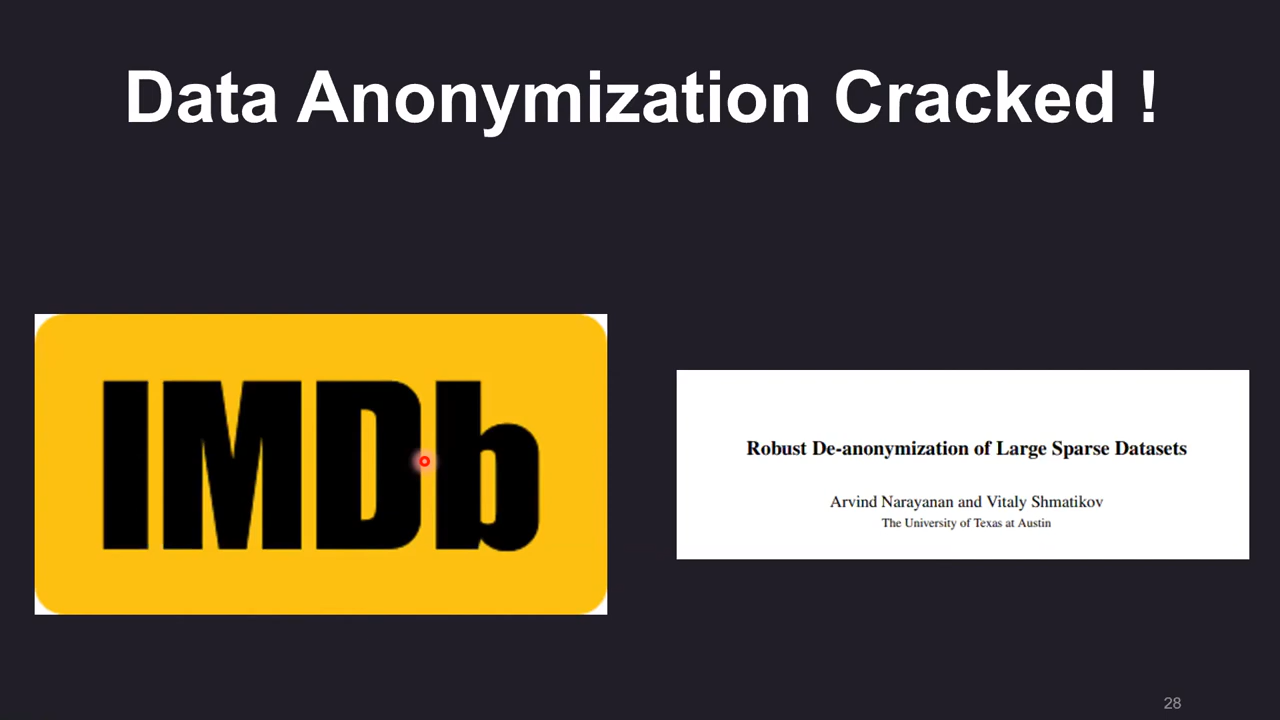 Data Anonymization Cracked !
IMDb
Robust De-anonymization of Large Sparse Datasets
Arvind Narayanan and Vitaly Shmatikov
The University of Texas at Austin
28